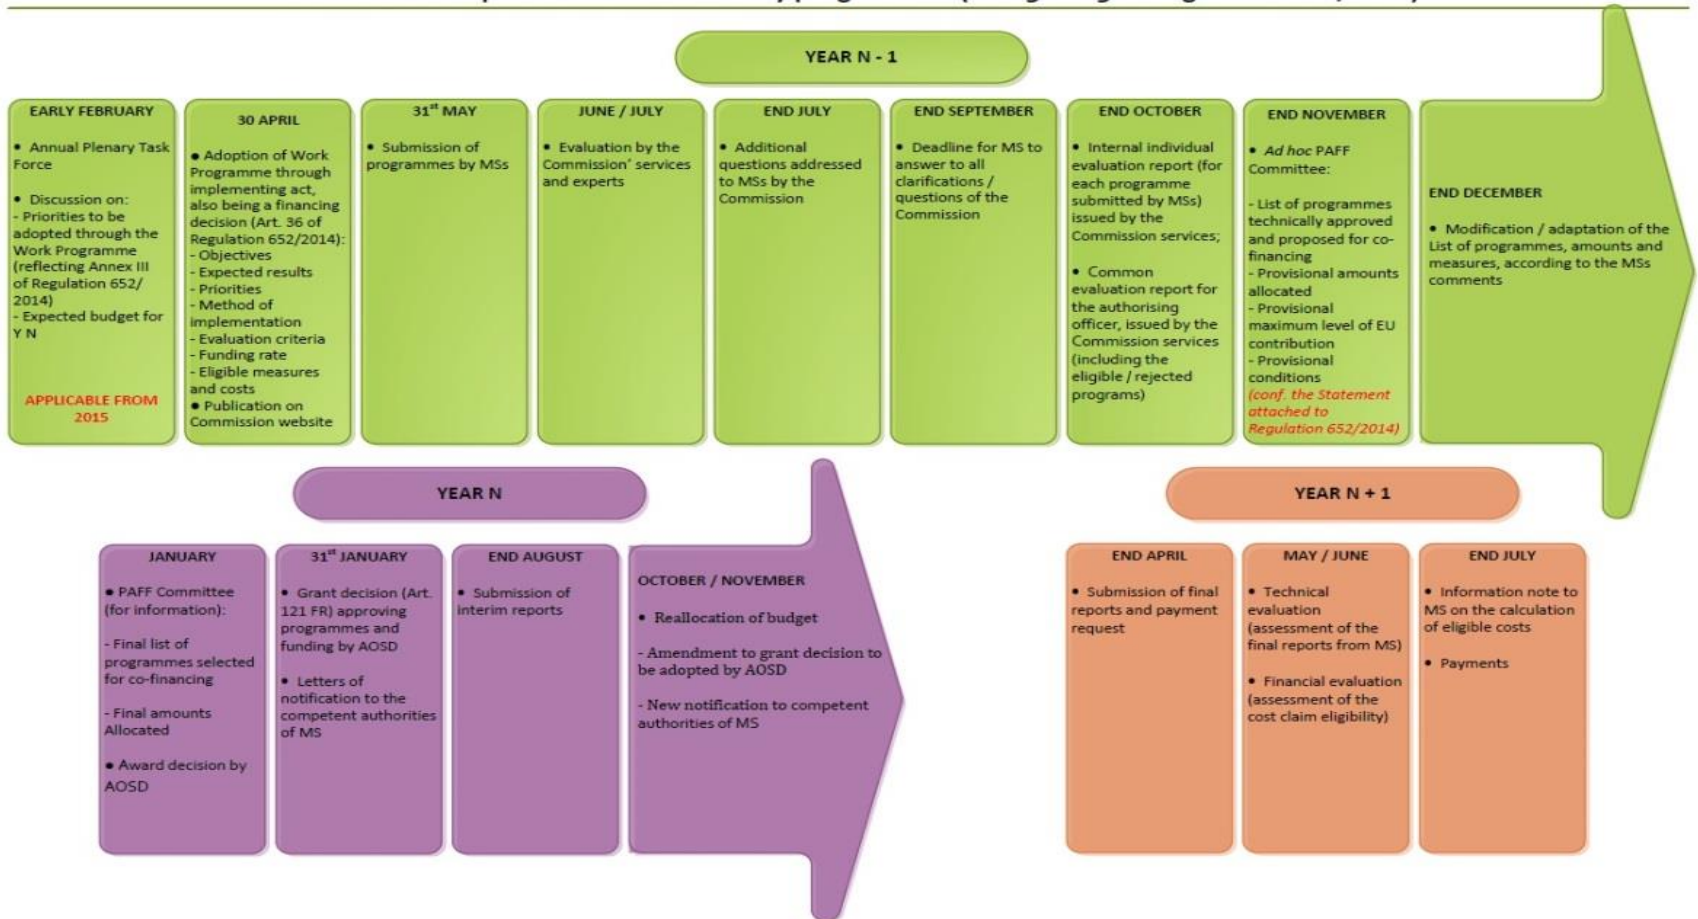 YEAR N - 1
EARLY FEBRUARY
• Annual Plenary Task
Force
• Discussion on:
- Priorities to be
adopted through the
Work Programme
(reflecting Annex III
of Regulation 652/
2014)
- Expected budget for
Y N
APPLICABLE FROM
2015
30 APRIL
● Adoption of Work
Programme through
implementing act,
also being a financing
decision (Art. 36 of
Regulation 652/2014):
- Objectives
- Expected results
- Priorities
- Method of
implementation
- Evaluation criteria
- Funding rate
- Eligible measures
and costs
● Publication on
Commission website
31st MAY
• Submission of
programmes by MSs
JUNE / JULY
• Evaluation by the
Commission' services
and experts
END JULY
• Additional
questions addressed
to MSs by the
Commission
END SEPTEMBER
• Deadline for MS to
answer to all
clarifications /
questions of the
Commission
END OCTOBER
• Internal individual
evaluation report (for
each programme
submitted by MSs)
issued by the
Commission services;
• Common
evaluation report for
the authorising
officer, issued by the
Commission services
(including the
eligible / rejected
programs)
END NOVEMBER
• Ad hoc PAFF
Committee:
- List of programmes
technically approved
and proposed for co-
financing
- Provisional amounts
allocated
- Provisional
maximum level of EU
contribution
- Provisional
conditions
(conf. the Statement
attached to
Regulation 652/2014)
END DECEMBER
• Modification / adaptation of the
List of programmes, amounts and
measures, according to the MSs
comments
YEAR N
JANUARY
● PAFF Committee
(for information):
- Final list of
programmes selected
for co-financing
- Final amounts
Allocated
● Award decision by
AOSD
31st JANUARY
• Grant decision (Art.
121 FR) approving
programmes and
funding by AOSD
• Letters of
notification to the
competent authorities
of MS
END AUGUST
• Submission of
interim reports
OCTOBER / NOVEMBER
• Reallocation of budget
- Amendment to grant decision to
be adopted by AOSD
- New notification to competent
authorities of MS
YEAR N + 1
END APRIL
• Submission of final
reports and payment
request
MAY / JUNE
• Technical
evaluation
(assessment of the
final reports from MS)
• Financial evaluation
(assessment of the
cost claim eligibility)
END JULY
• Information note to
MS on the calculation
of eligible costs
• Payments